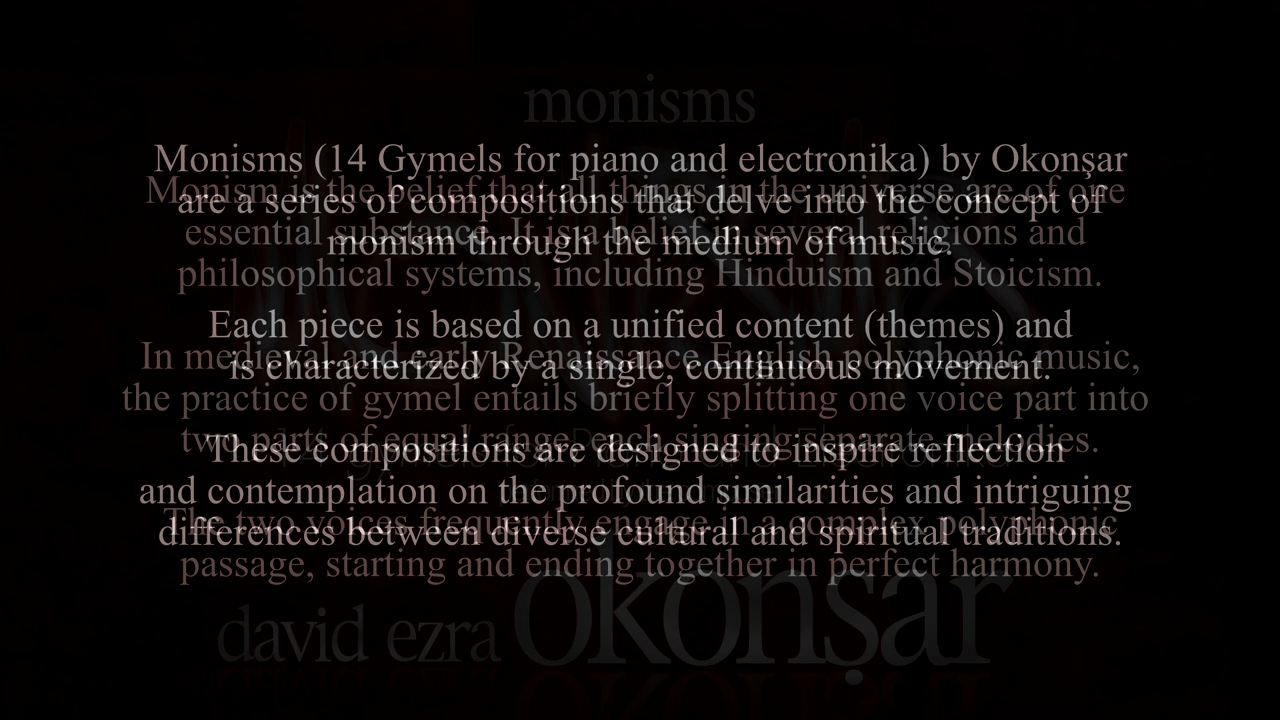 monisms
Monisms (14 Gymels for piano and electronika) by Okonşar
are a series of compositions that delve into the concept of
monism through the medium of music.
Each piece is based on a unified content (themes) and
is characterized by a single, continuous movement.
These compositions are designed to inspire reflection
and contemplation on the profound similarities and intriguing
differences between diverse cultural and spiritual traditions.
Monism is the belief that all things in the universe are of one
essential substance. It is a belief in several religions and
philosophical systems, including Hinduism and Stoicism.
In medieval and early Renaissance English polyphonic music,
the practice of gymel entails briefly splitting one voice part into
two parts of equal range, each singing separate melodies.
The two voices frequently engage in a complex polyphonic
passage, starting and ending together in perfect harmony.
david ezra okonşar